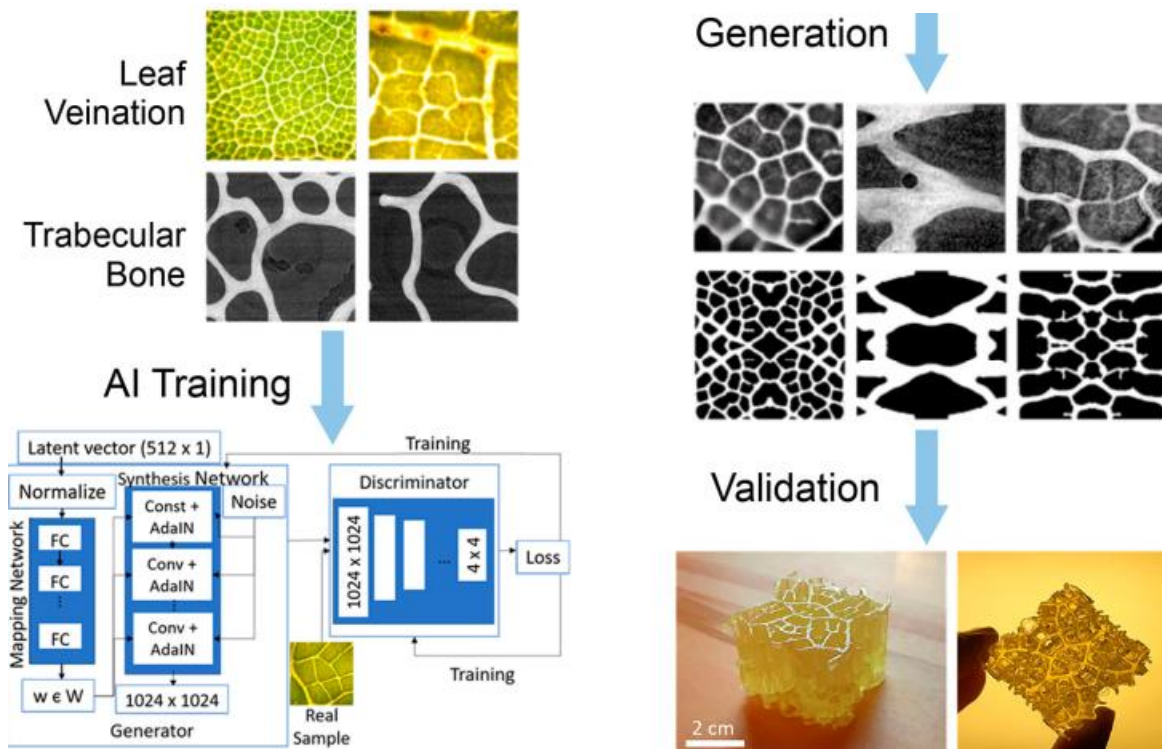 Leaf
Veination
Trabecular
Bone
AI Training
Latent vector (512 x 1)
Normalize
Mapping Network
FC
FC
⋮
FC
w ϵ W
Synthesis Network
Noise
Const +
AdaIN
Conv +
AdaIN
⋮
Conv +
AdaIN
1024 x 1024
Generator
Real
Sample
Training
Discriminator
1024 x 1024
...
4 x 4
Loss
Training
Generation
Validation
2 cm